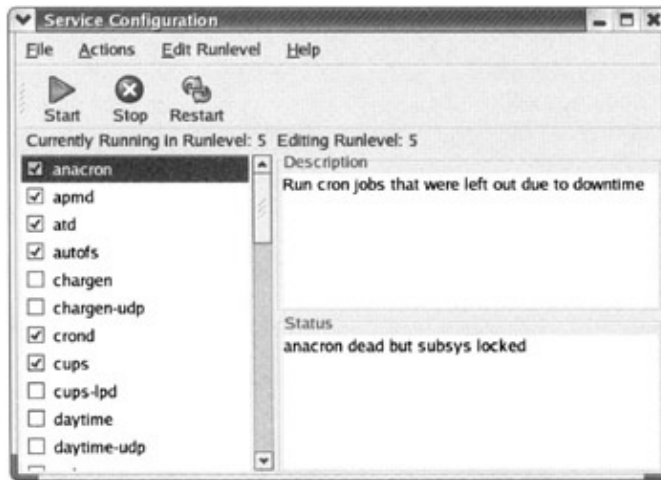 Service Configuration
File Actions Edit Runlevel Help
Start Stop Restart
Currently Running in Runlevel: 5 Editing Runlevel: 5
anacron
apmd
atd
autofs
chargen
chargen-udp
crond
cups
cups-lpd
daytime
daytime-udp
Description
Run cron jobs that were left out due to downtime
Status
anacron dead but subsys locked